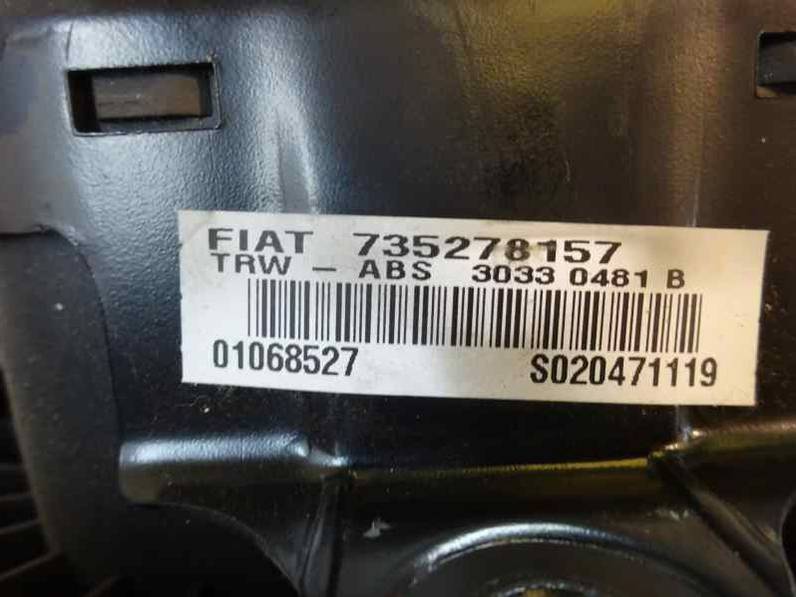 FIAT 735278157
TRW - ABS 3033 0481 B
01068527 S020471119